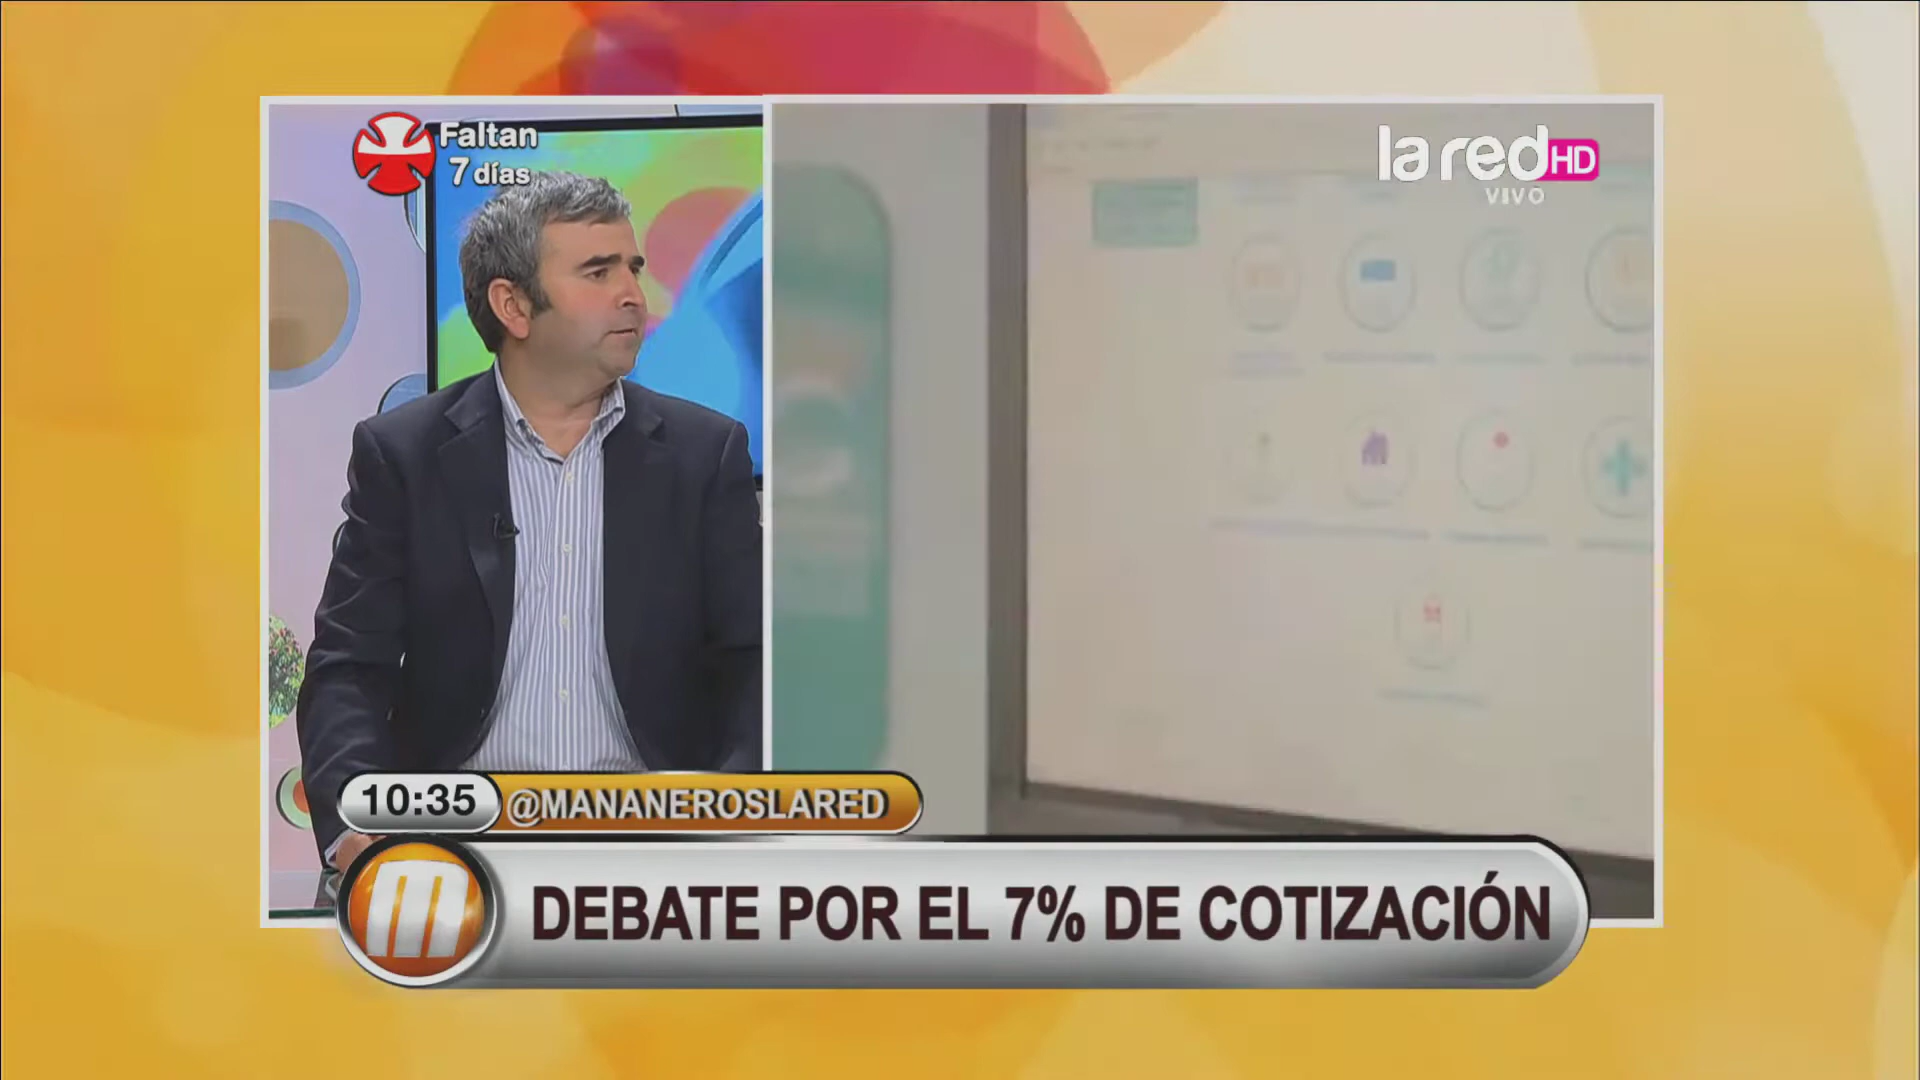 Faltan
7 días
la red HD
VIVO
10:35
@MANANEROSLARED
m
DEBATE POR EL 7% DE COTIZACIÓN